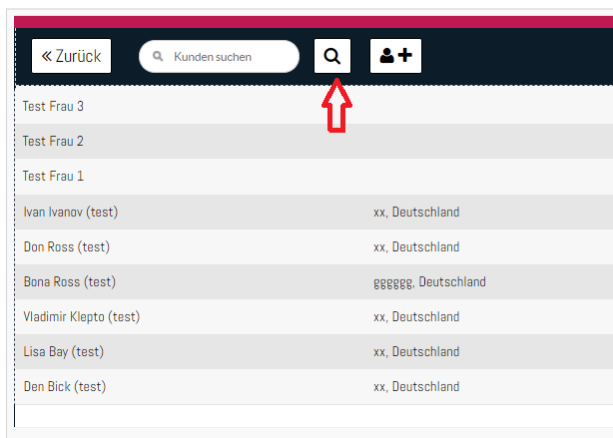 « Zurück Kunden suchen
Test Frau 3
Test Frau 2
Test Frau 1
Ivan Ivanov (test) xx, Deutschland
Don Ross (test) xx, Deutschland
Bona Ross (test) gggggg, Deutschland
Vladimir Klepto (test) xx, Deutschland
Lisa Bay (test) xx, Deutschland
Den Bick (test) xx, Deutschland